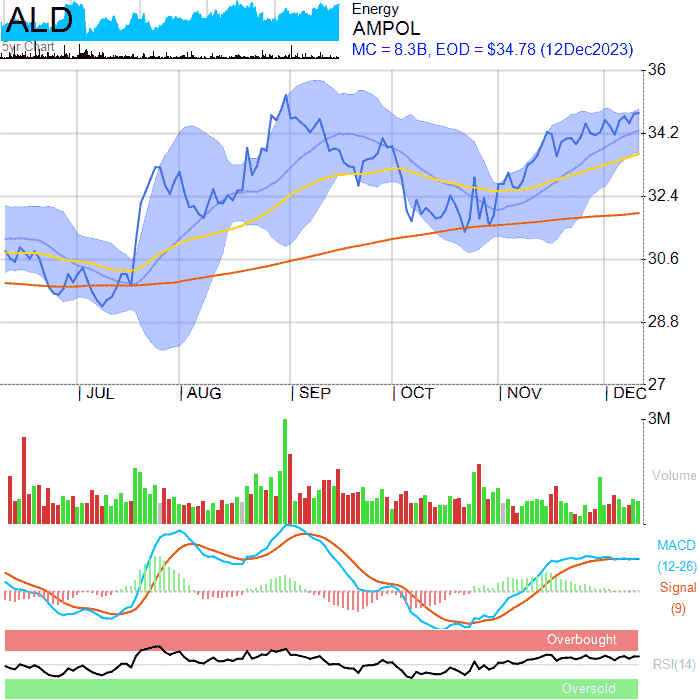 ALD
5yr Chart
Energy
AMPOL
MC = 8.3B, EOD = $34.78 (12Dec2023)
36
34.2
32.4
30.6
28.8
27
JUL AUG SEP OCT NOV DEC
3M
Volume
MACD
(12-26)
Signal
(9)
Overbought
RSI(14)
Oversold